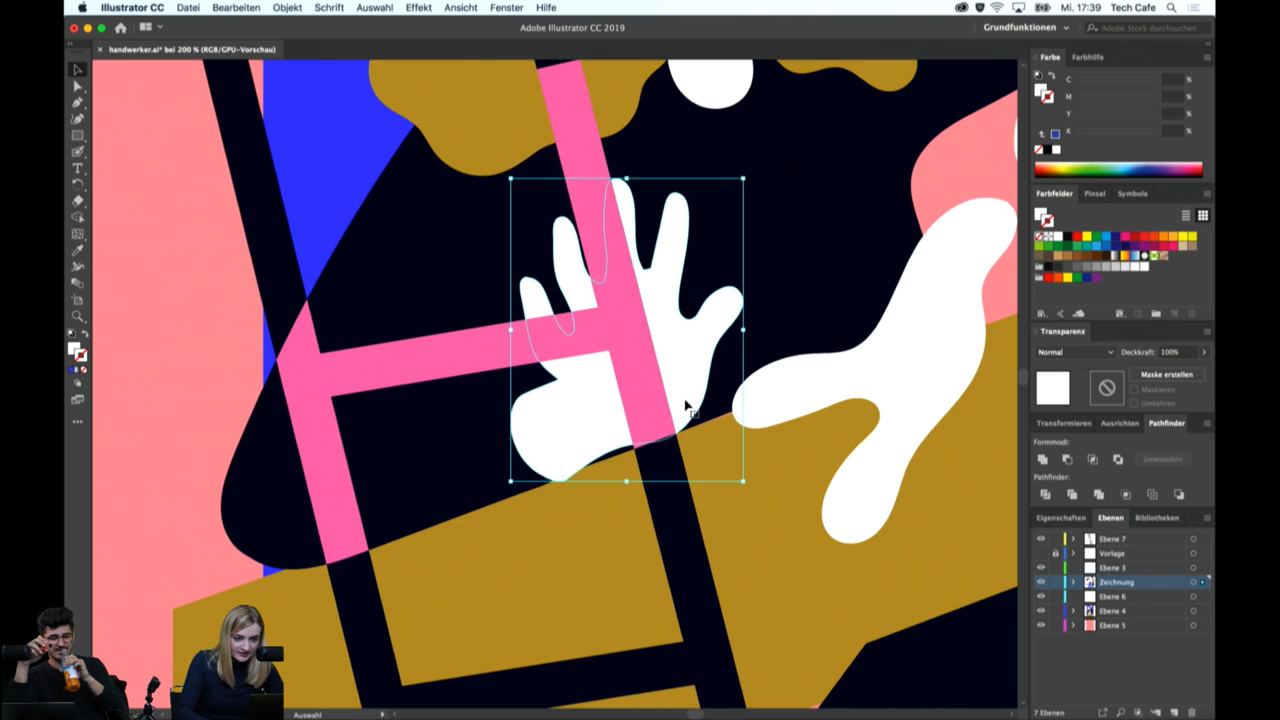 Illustrator CC Datei Bearbeiten Objekt Schrift Auswahl Effekt Ansicht Fenster Hilfe Mi. 17:39 Tech Cafe
Adobe Illustrator CC 2019
Grundfunktionen
Adobe Stock durchsuchen
× handwerker.ai* bei 200 % (RGB/GPU-Vorschau)
Farbe Farbhilfe
C %
M %
Y %
K %
Farbfelder Pinsel Symbole
Transparenz
Normal Deckkraft: 100%
Maske erstellen
Maskieren
Umkehren
Transformieren Ausrichten Pathfinder
Formmodi:
Umwandeln
Pathfinder:
Eigenschaften Ebenen Bibliotheken
Ebene 7
Vorlage
Ebene 3
Zeichnung
Ebene 6
Ebene 4
Ebene 5
Auswahl
7 Ebenen